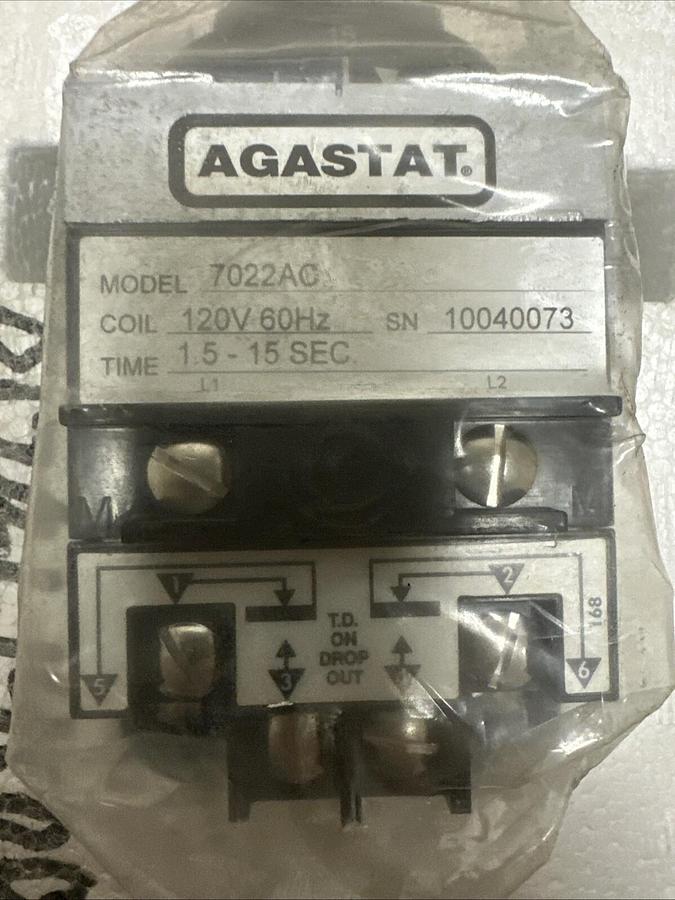 AGASTAT®
MODEL 7022AC
COIL 120V 60Hz SN 10040073
TIME 1.5 - 15 SEC.
L1 L2
1 2
T.D.
ON
DROP
OUT
168
5 3 6